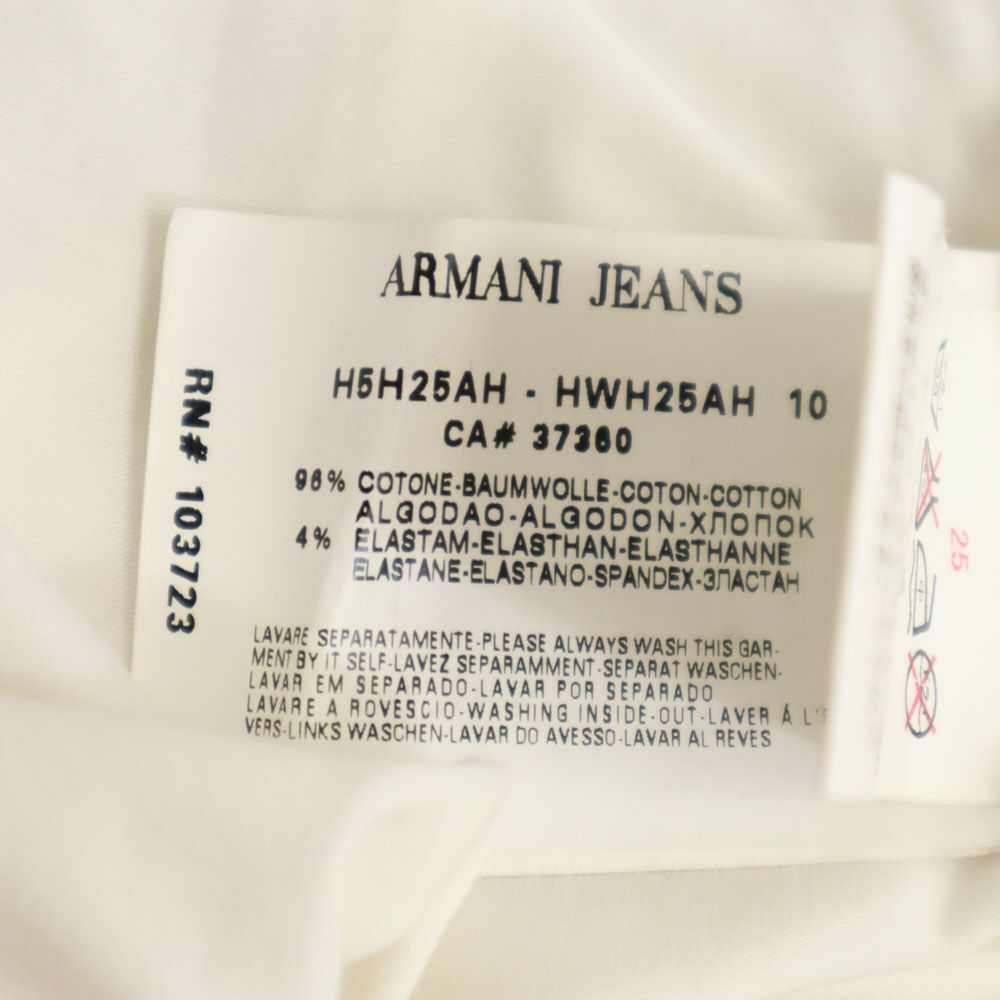 ARMANI JEANS
H5H25AH - HWH25AH 10
CA# 37360
96% COTONE-BAUMWOLLE-COTON-COTTON
ALGODAO-ALGODON-ХЛОПОК
4% ELASTAM-ELASTHAN-ELASTHANNE
ELASTANE-ELASTANO-SPANDEX-ЭЛАСТАН
LAVARE SEPARATAMENTE-PLEASE ALWAYS WASH THIS GAR-
MENT BY IT SELF-LAVEZ SEPARAMMENT-SEPARAT WASCHEN-
LAVAR EM SEPARADO-LAVAR POR SEPARADO
LAVARE A ROVESCIO-WASHING INSIDE-OUT-LAVER Á L'
VERS-LINKS WASCHEN-LAVAR DO AVESSO-LAVAR AL REVES
RN# 103723
25